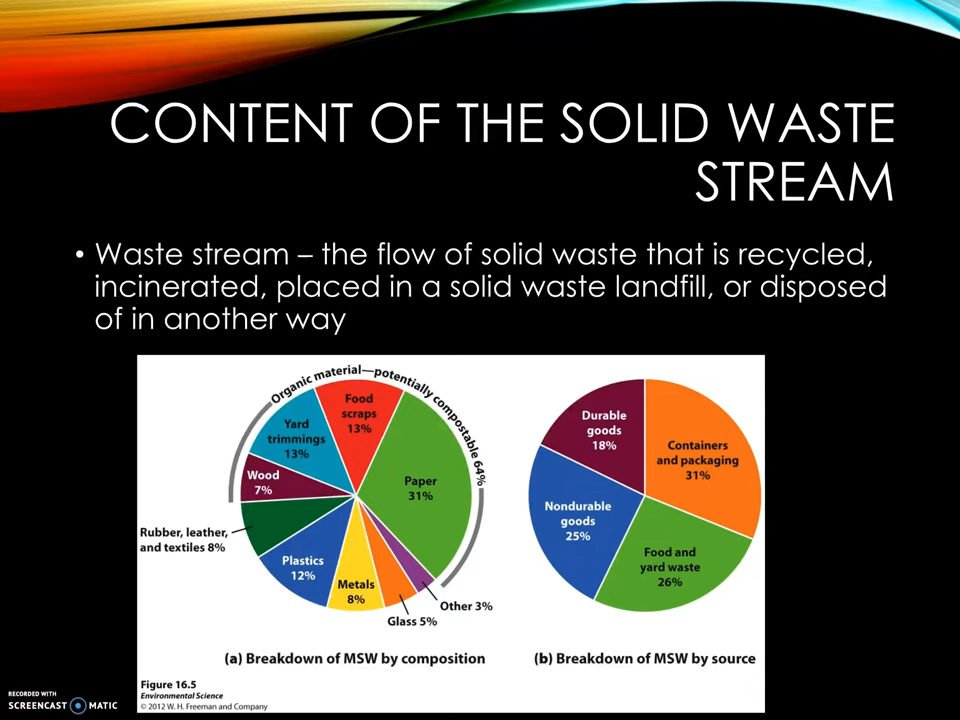 CONTENT OF THE SOLID WASTE
STREAM
• Waste stream – the flow of solid waste that is recycled,
incinerated, placed in a solid waste landfill, or disposed
of in another way
Organic material—potentially compostable 64%
Food
scraps
13%
Yard
trimmings
13%
Wood
7%
Paper
31%
Rubber, leather,
and textiles 8%
Plastics
12%
Metals
8%
Glass 5%
Other 3%
(a) Breakdown of MSW by composition
Durable
goods
18%
Containers
and packaging
31%
Nondurable
goods
25%
Food and
yard waste
26%
(b) Breakdown of MSW by source
Figure 16.5
Environmental Science
© 2012 W. H. Freeman and Company
RECORDED WITH
SCREENCAST MATIC